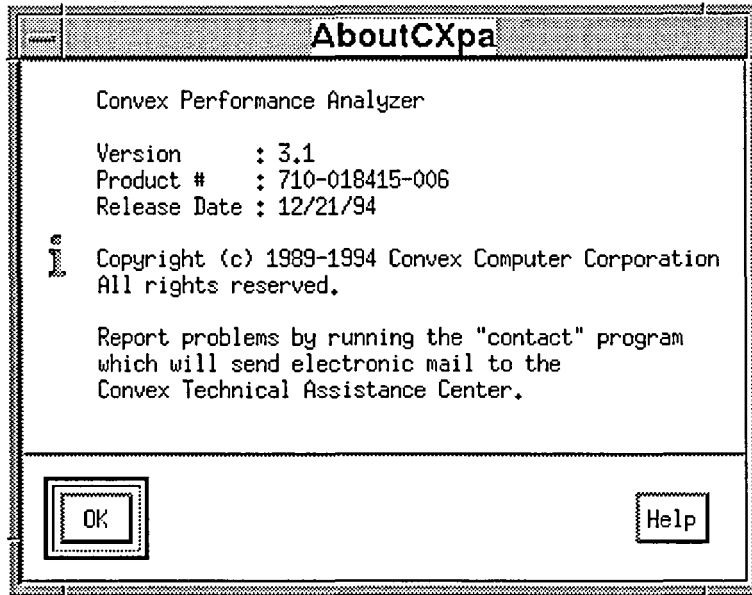 AboutCXpa
Convex Performance Analyzer
Version : 3.1
Product # : 710-018415-006
Release Date : 12/21/94
Copyright (c) 1989-1994 Convex Computer Corporation
All rights reserved.
Report problems by running the "contact" program
which will send electronic mail to the
Convex Technical Assistance Center.
OK
Help